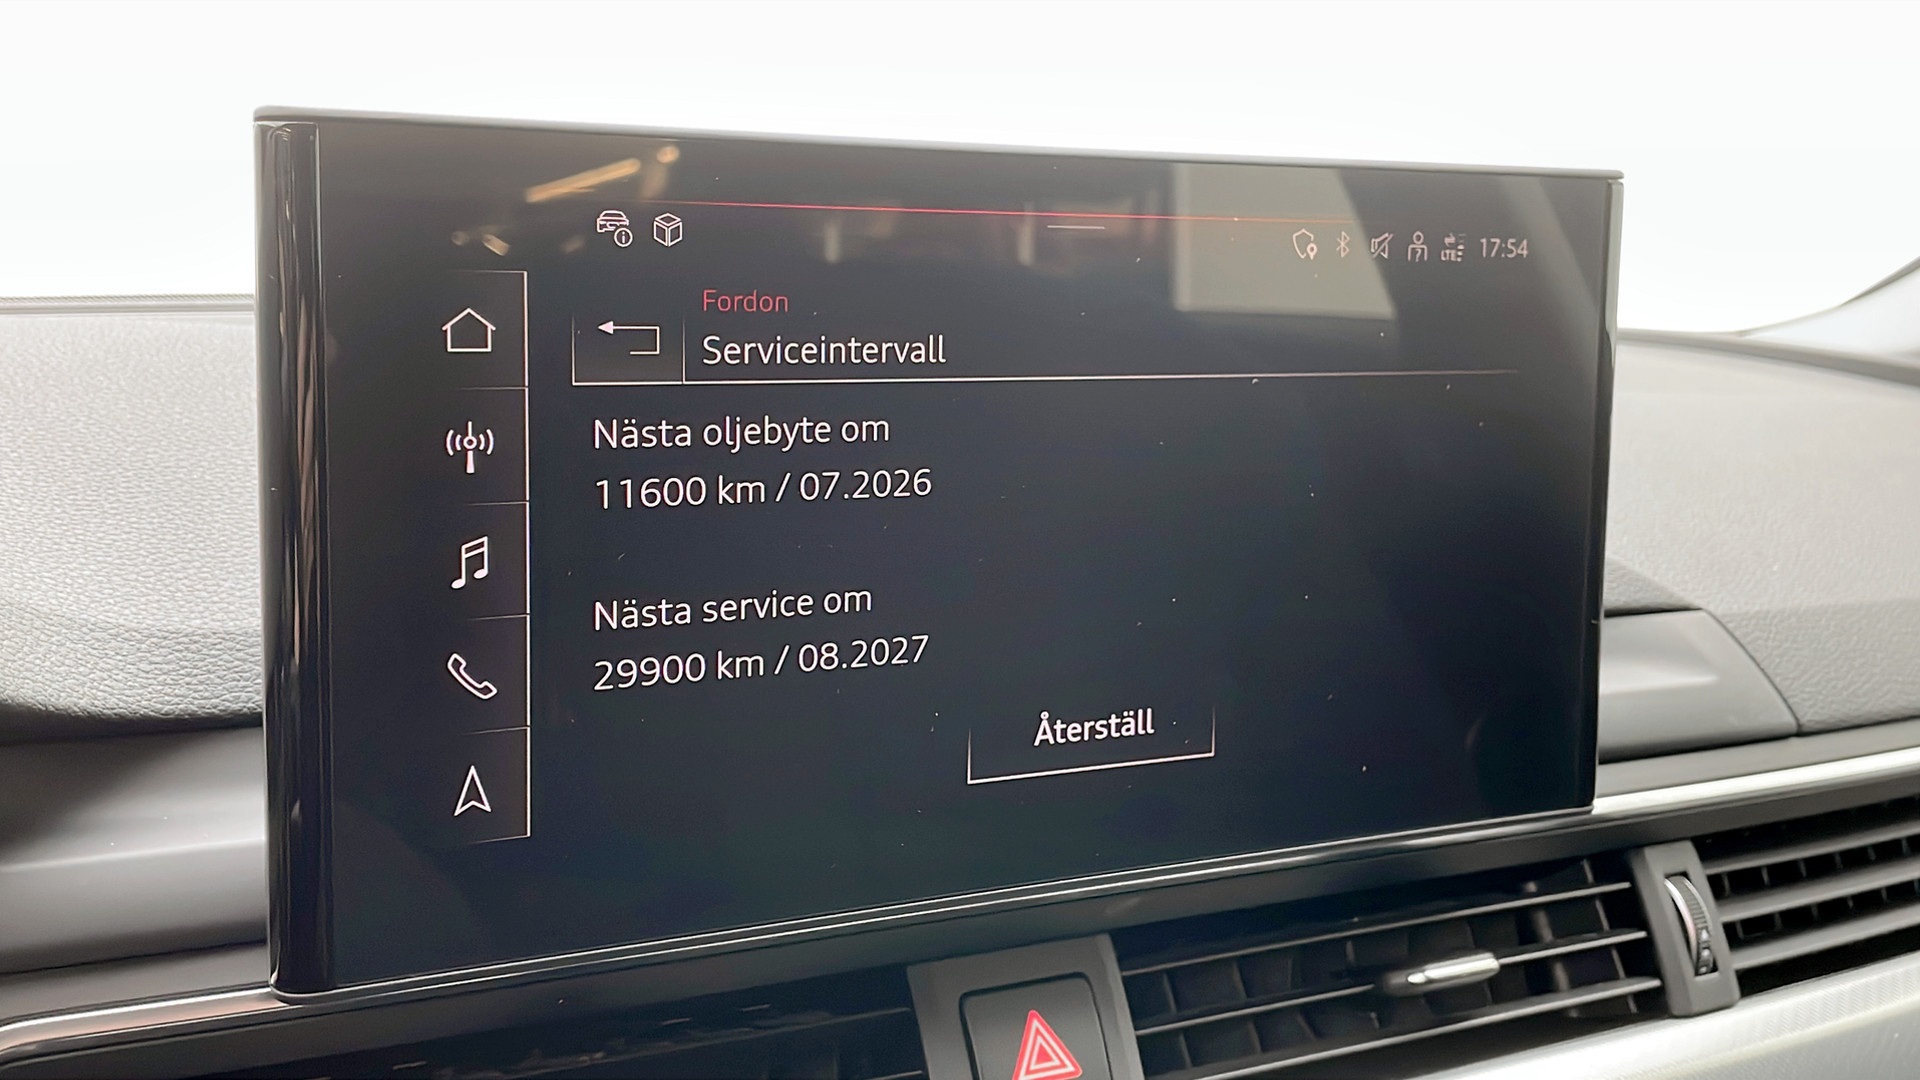 LTE 17:54
Fordon
Serviceintervall
Nästa oljebyte om
11600 km / 07.2026
Nästa service om
29900 km / 08.2027
Återställ